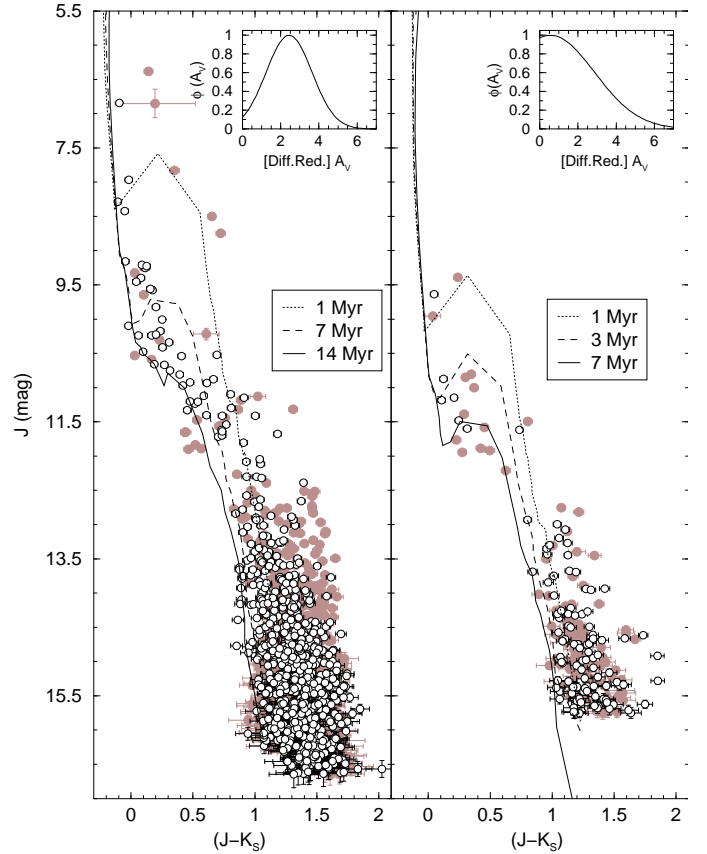 5.5
7.5
9.5
11.5
13.5
15.5
J (mag)
0
0.5
1
1.5
2
(J−K_S)
0
0.5
1
1.5
2
(J−K_S)
1
0.8
0.6
0.4
0.2
0
ϕ (A_V)
0 2 4 6
[Diff.Red.] A_V
1
0.8
0.6
0.4
0.2
0
ϕ(A_V)
0 2 4 6
[Diff.Red.] A_V
1 Myr
7 Myr
14 Myr
1 Myr
3 Myr
7 Myr